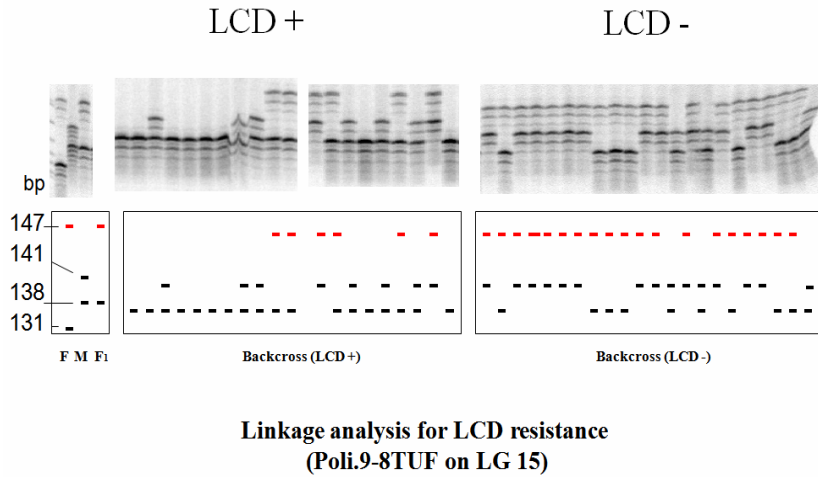 LCD + LCD -
bp
147
141
138
131
F M F1 Backcross (LCD+) Backcross (LCD-)
Linkage analysis for LCD resistance
(Poli.9-8TUF on LG 15)